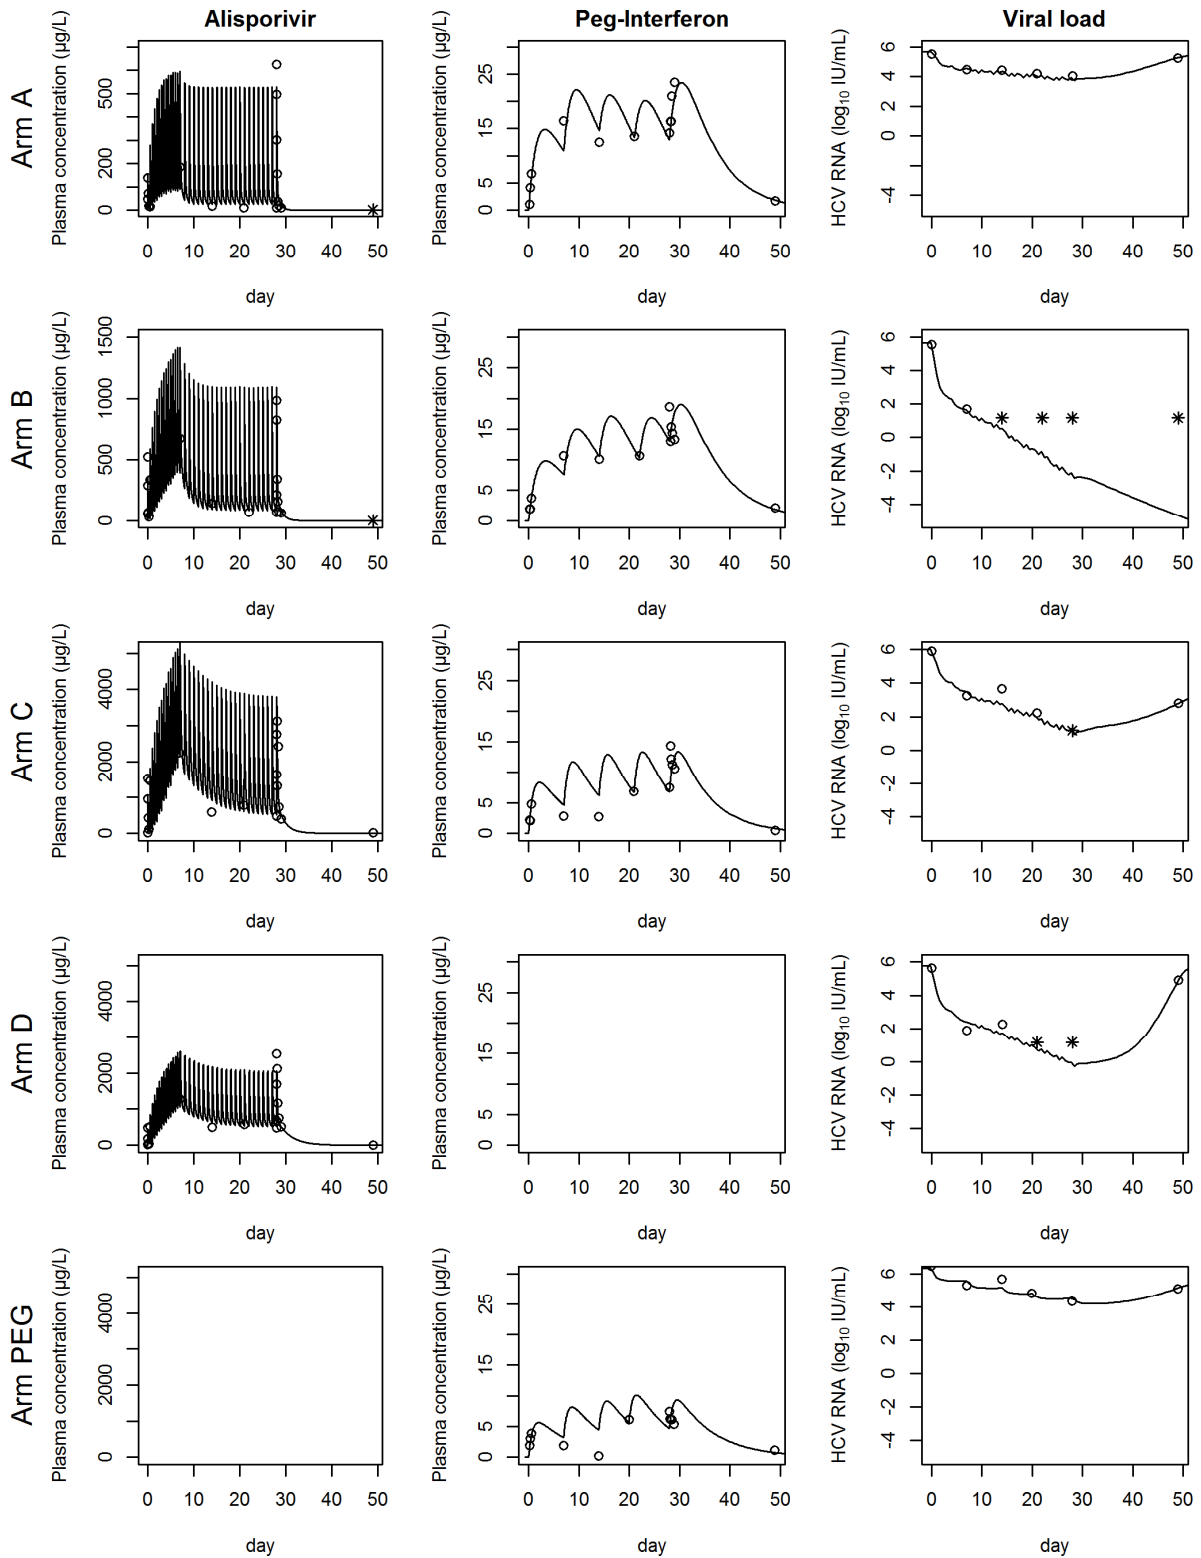 Alisporivir Peg-Interferon Viral load
Arm A
Plasma concentration (µg/L)
0 200 500
0 10 20 30 40 50
day
Plasma concentration (µg/L)
0 5 15 25
0 10 20 30 40 50
day
HCV RNA (log10 IU/mL)
-4 0 2 4 6
0 10 20 30 40 50
day
Arm B
Plasma concentration (µg/L)
0 500 1000 1500
0 10 20 30 40 50
day
Plasma concentration (µg/L)
0 5 15 25
0 10 20 30 40 50
day
HCV RNA (log10 IU/mL)
-4 -2 0 2 4 6
0 10 20 30 40 50
day
Arm C
Plasma concentration (µg/L)
0 2000 4000
0 10 20 30 40 50
day
Plasma concentration (µg/L)
0 5 15 25
0 10 20 30 40 50
day
HCV RNA (log10 IU/mL)
-4 -2 0 2 4 6
0 10 20 30 40 50
day
Arm D
Plasma concentration (µg/L)
0 2000 4000
0 10 20 30 40 50
day
Plasma concentration (µg/L)
0 5 15 25
0 10 20 30 40 50
day
HCV RNA (log10 IU/mL)
-4 -2 0 2 4 6
0 10 20 30 40 50
day
Arm PEG
Plasma concentration (µg/L)
0 2000 4000
0 10 20 30 40 50
day
Plasma concentration (µg/L)
0 5 15 25
0 10 20 30 40 50
day
HCV RNA (log10 IU/mL)
-4 -2 0 2 4 6
0 10 20 30 40 50
day